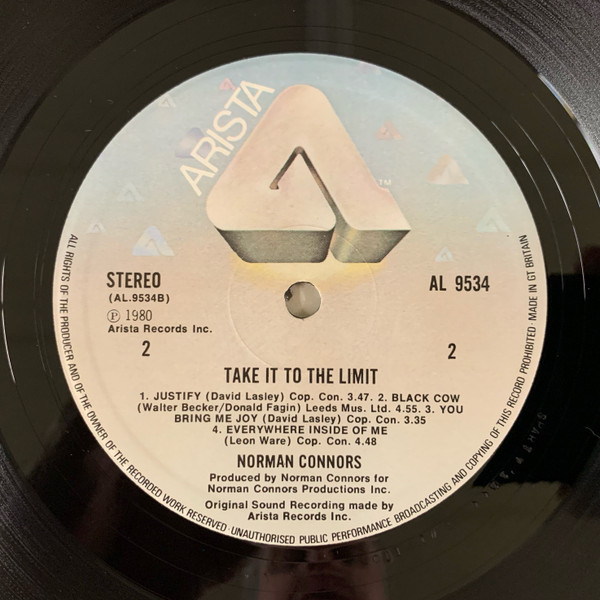 ARISTA
TM
STEREO
(AL.9534B)
℗ 1980
Arista Records Inc.
2
AL 9534
2
TAKE IT TO THE LIMIT
1. JUSTIFY (David Lasley) Cop. Con. 3.47. 2. BLACK COW
(Walter Becker/Donald Fagin) Leeds Mus. Ltd. 4.55. 3. YOU
BRING ME JOY (David Lasley) Cop. Con. 3.35
4. EVERYWHERE INSIDE OF ME
(Leon Ware) Cop. Con. 4.48
NORMAN CONNORS
Produced by Norman Connors for
Norman Connors Productions Inc.
Original Sound Recording made by
Arista Records Inc.
ALL RIGHTS OF THE PRODUCER AND OF THE OWNER OF THE RECORDED WORK RESERVED · UNAUTHORISED PUBLIC PERFORMANCE BROADCASTING AND COPYING OF THIS RECORD PROHIBITED · MADE IN GT BRITAIN